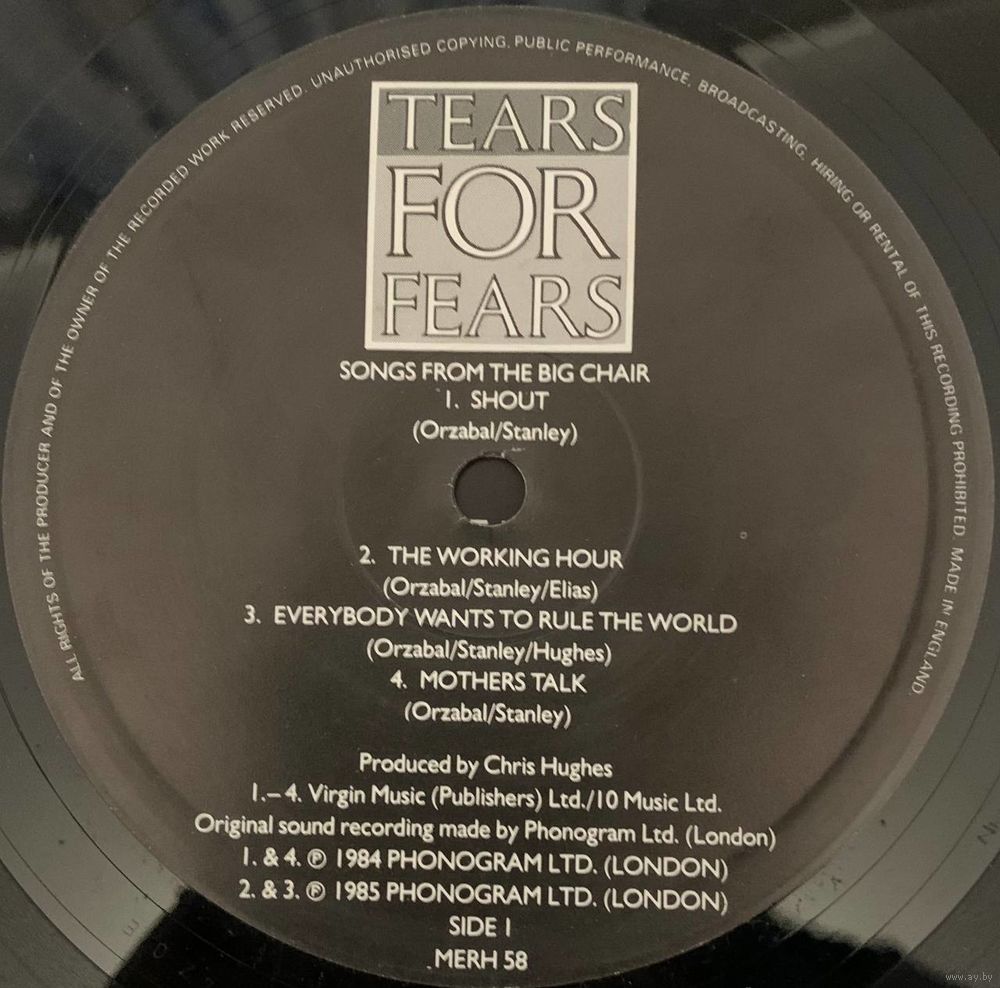 ALL RIGHTS OF THE PRODUCER AND OF THE OWNER OF THE RECORDED WORK RESERVED. UNAUTHORISED COPYING, PUBLIC PERFORMANCE, BROADCASTING, HIRING OR RENTAL OF THIS RECORDING PROHIBITED. MADE IN ENGLAND.
TEARS
FOR
FEARS
SONGS FROM THE BIG CHAIR
1. SHOUT
(Orzabal/Stanley)
2. THE WORKING HOUR
(Orzabal/Stanley/Elias)
3. EVERYBODY WANTS TO RULE THE WORLD
(Orzabal/Stanley/Hughes)
4. MOTHERS TALK
(Orzabal/Stanley)
Produced by Chris Hughes
1.– 4. Virgin Music (Publishers) Ltd./10 Music Ltd.
Original sound recording made by Phonogram Ltd. (London)
1. & 4. ℗ 1984 PHONOGRAM LTD. (LONDON)
2. & 3. ℗ 1985 PHONOGRAM LTD. (LONDON)
SIDE 1
MERH 58
www.ay.by